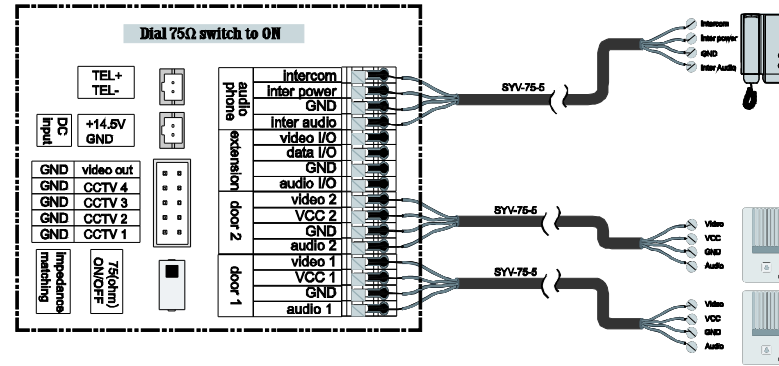 Dial 75Ω switch to ON
TEL+
TEL-
DC input
+14.5V
GND
GND video out
GND CCTV 4
GND CCTV 3
GND CCTV 2
GND CCTV 1
Impedance matching
75(ohm)
ON/OFF
audio phone
intercom
inter power
GND
inter audio
extension
video I/O
data I/O
GND
audio I/O
door 2
video 2
VCC 2
GND
audio 2
door 1
video 1
VCC 1
GND
audio 1
SYV-75-5
Intercom
Inter power
GND
Inter Audio
SYV-75-5
Video
VCC
GND
Audio
SYV-75-5
Video
VCC
GND
Audio